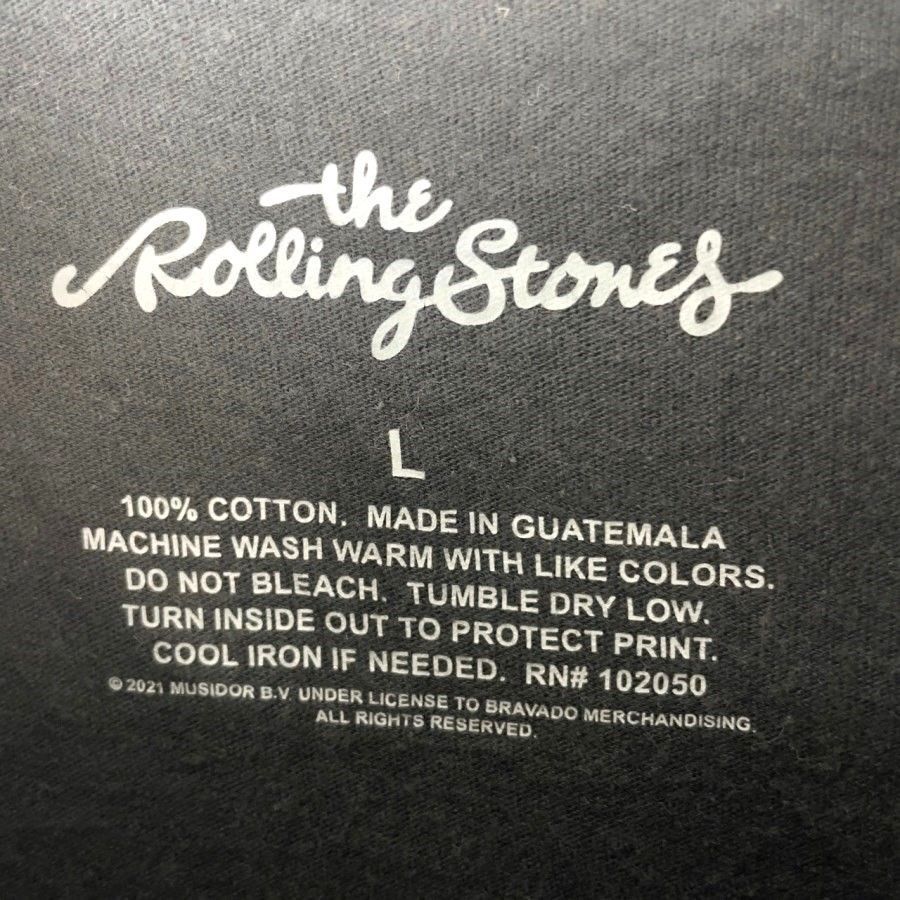 the
Rolling Stones
L
100% COTTON. MADE IN GUATEMALA
MACHINE WASH WARM WITH LIKE COLORS.
DO NOT BLEACH. TUMBLE DRY LOW.
TURN INSIDE OUT TO PROTECT PRINT.
COOL IRON IF NEEDED. RN# 102050
© 2021 MUSIDOR B.V. UNDER LICENSE TO BRAVADO MERCHANDISING.
ALL RIGHTS RESERVED.